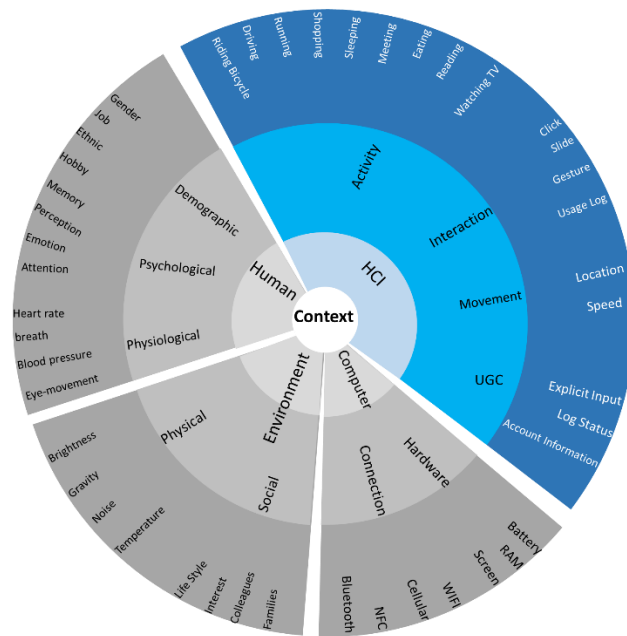 Context
HCI
Activity
Riding Bicycle
Driving
Running
Shopping
Sleeping
Meeting
Eating
Reading
Watching TV
Interaction
Click
Slide
Gesture
Usage Log
Movement
Location
Speed
UGC
Explicit Input
Log Status
Account Information
Computer
Hardware
Battery
RAM
Screen
Connection
WIFI
Cellular
NFC
Bluetooth
Environment
Social
Families
Colleagues
Interest
Life Style
Physical
Temperature
Noise
Gravity
Brightness
Human
Physiological
Eye-movement
Blood pressure
breath
Heart rate
Psychological
Attention
Emotion
Perception
Memory
Demographic
Hobby
Ethnic
Job
Gender